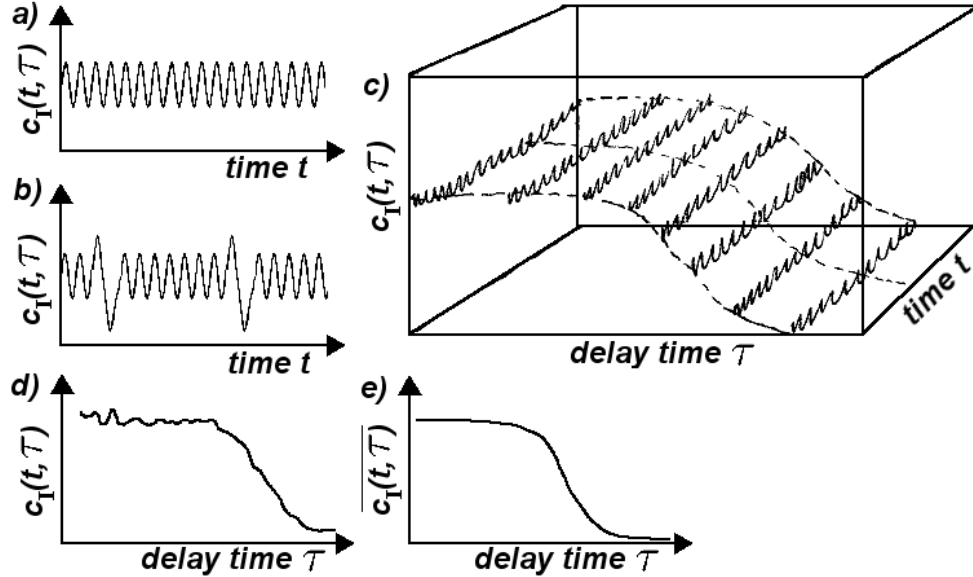 a)
c_I(t,τ)
time t
b)
c_I(t,τ)
time t
c)
c_I(t,τ)
delay time τ
time t
d)
c_I(t,τ)
delay time τ
e)
c_I(t,τ)
delay time τ